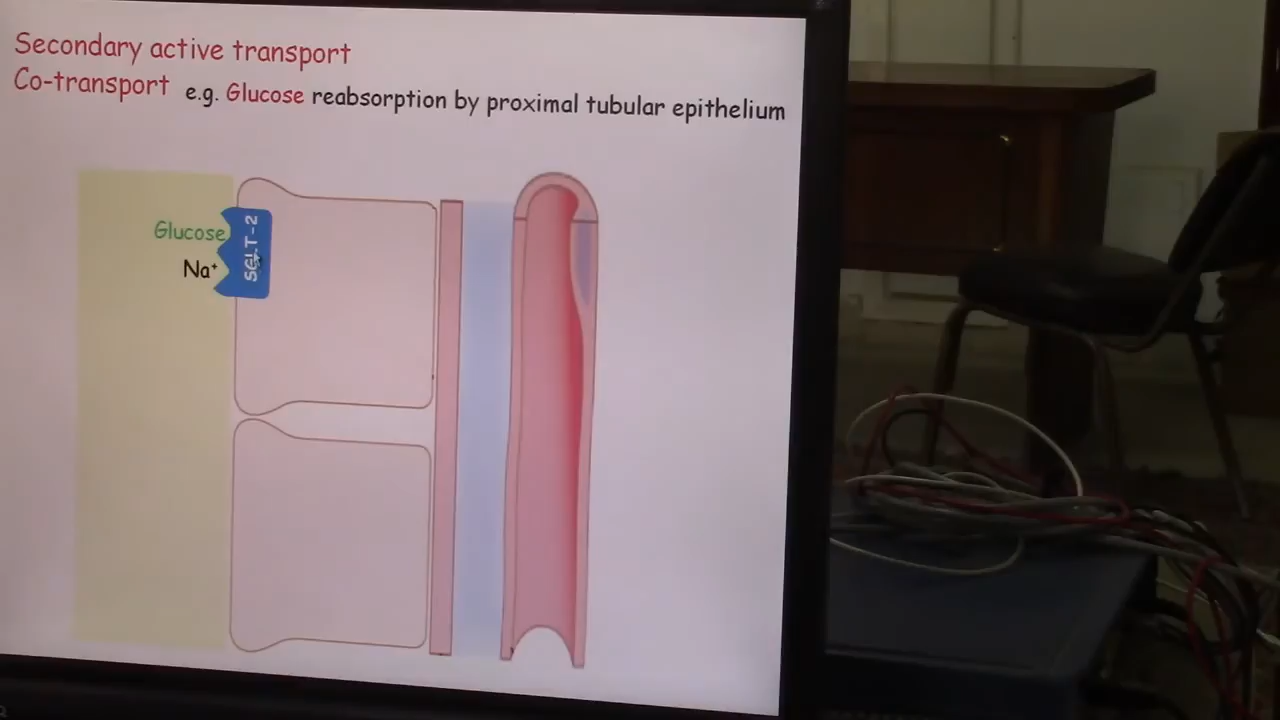 Secondary active transport
Co-transport e.g. Glucose reabsorption by proximal tubular epithelium
Glucose
Na⁺
SGLT-2